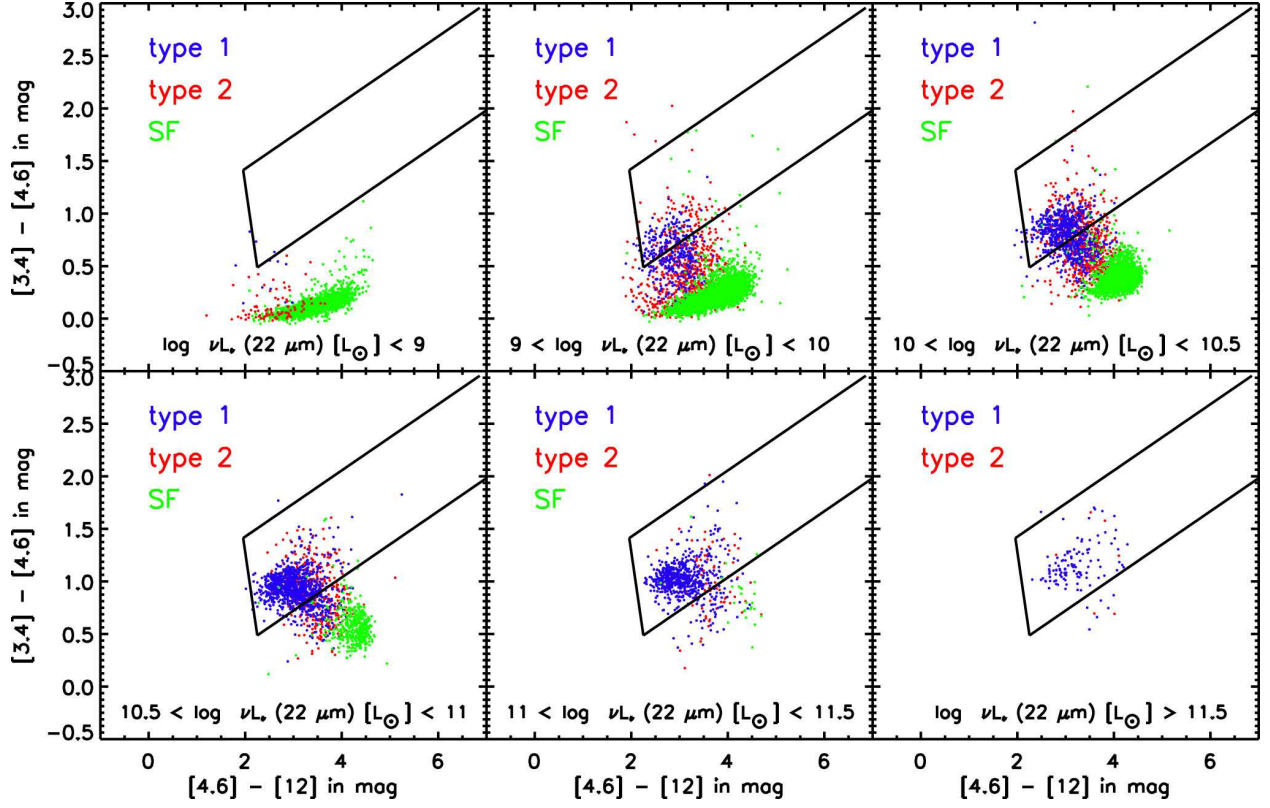 [3.4] – [4.6] in mag
3.0
2.5
2.0
1.5
1.0
0.5
0.0
−0.5
type 1
type 2
SF
log νLᵥ (22 μm) [L⊙] < 9
type 1
type 2
SF
9 < log νLᵥ (22 μm) [L⊙] < 10
type 1
type 2
SF
10 < log νLᵥ (22 μm) [L⊙] < 10.5
[3.4] – [4.6] in mag
3.0
2.5
2.0
1.5
1.0
0.5
0.0
−0.5
type 1
type 2
SF
10.5 < log νLᵥ (22 μm) [L⊙] < 11
type 1
type 2
SF
11 < log νLᵥ (22 μm) [L⊙] < 11.5
type 1
type 2
log νLᵥ (22 μm) [L⊙] > 11.5
0 2 4 6
0 2 4 6
0 2 4 6
[4.6] – [12] in mag
[4.6] – [12] in mag
[4.6] – [12] in mag